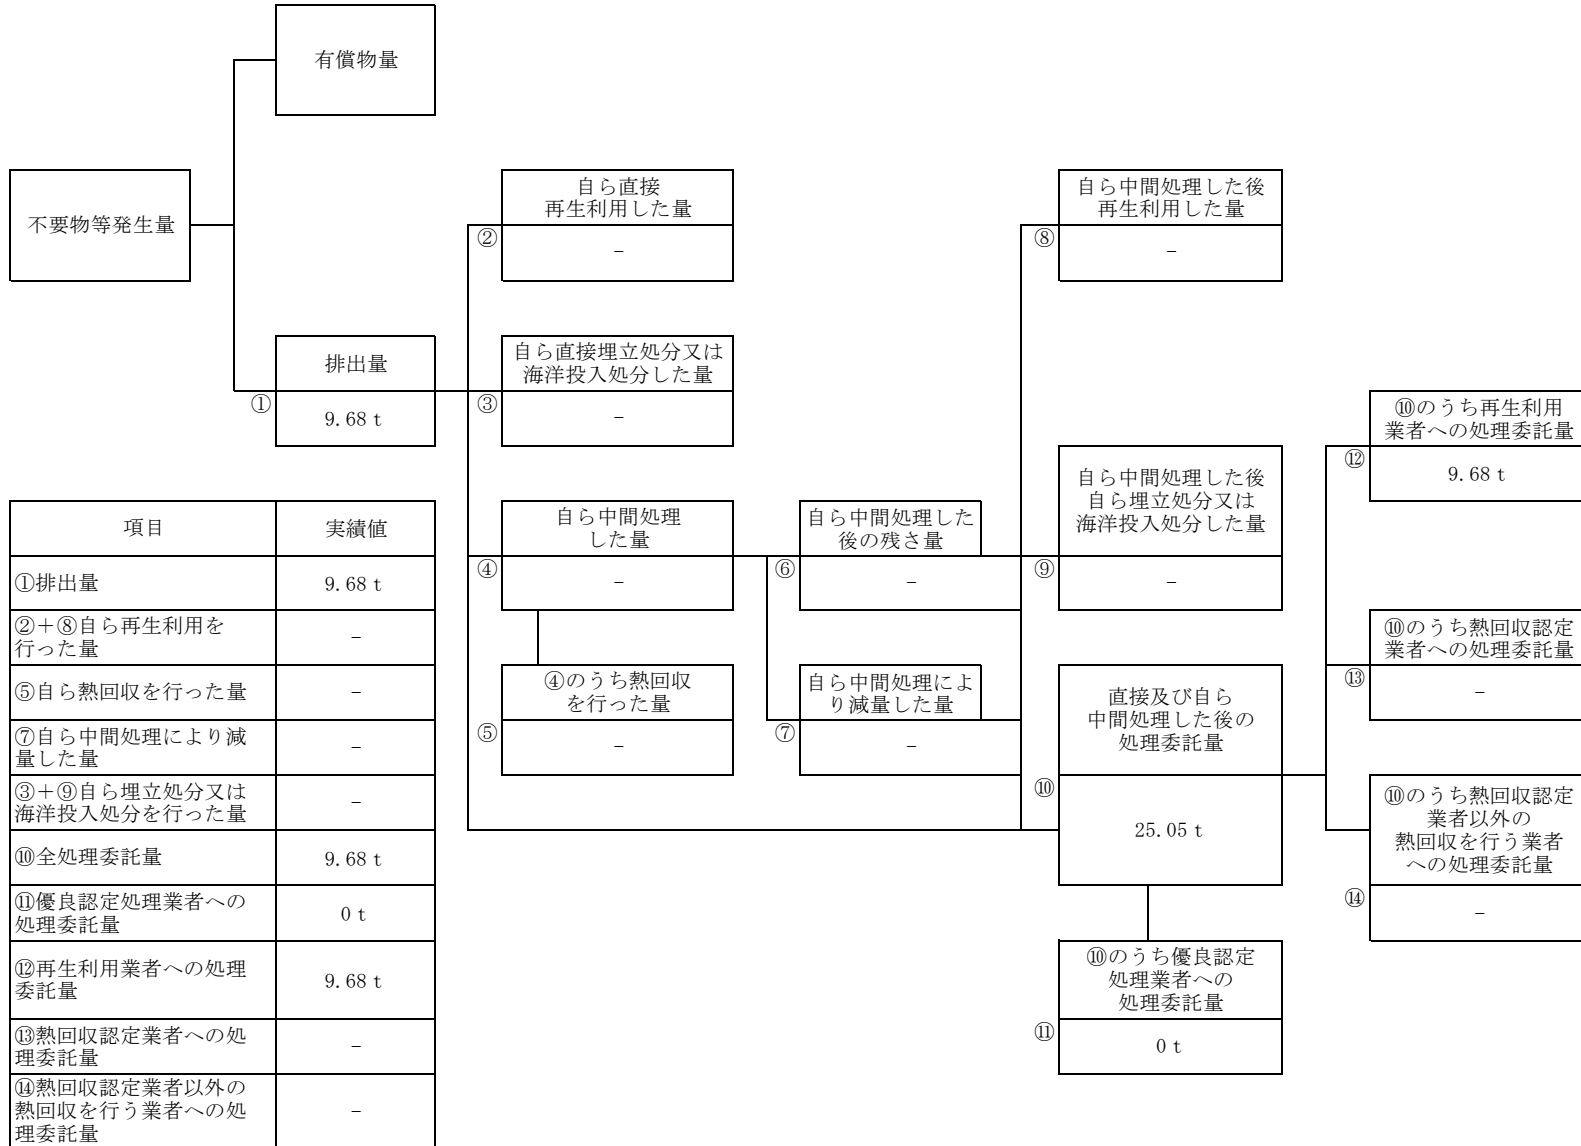 有償物量
不要物等発生量
自ら直接
再生利用した量
②
−
自ら中間処理した後
再生利用した量
⑧
−
排出量
①
9.68 t
自ら直接埋立処分又は
海洋投入処分した量
③
−
⑩のうち再生利用
業者への処理委託量
⑫
9.68 t
自ら中間処理
した量
④
−
自ら中間処理した
後の残さ量
⑥
−
自ら中間処理した後
自ら埋立処分又は
海洋投入処分した量
⑨
−
⑩のうち熱回収認定
業者への処理委託量
⑬
−
④のうち熱回収
を行った量
⑤
−
自ら中間処理によ
り減量した量
⑦
−
直接及び自ら
中間処理した後の
処理委託量
⑩
25.05 t
⑩のうち熱回収認定
業者以外の
熱回収を行う業者
への処理委託量
⑭
−
⑩のうち優良認定
処理業者への
処理委託量
⑪
0 t
項目 実績値
①排出量 9.68 t
②＋⑧自ら再生利用を
行った量 −
⑤自ら熱回収を行った量 −
⑦自ら中間処理により減
量した量 −
③＋⑨自ら埋立処分又は
海洋投入処分を行った量 −
⑩全処理委託量 9.68 t
⑪優良認定処理業者への
処理委託量 0 t
⑫再生利用業者への処理
委託量 9.68 t
⑬熱回収認定業者への処
理委託量 −
⑭熱回収認定業者以外の
熱回収を行う業者への処
理委託量 −